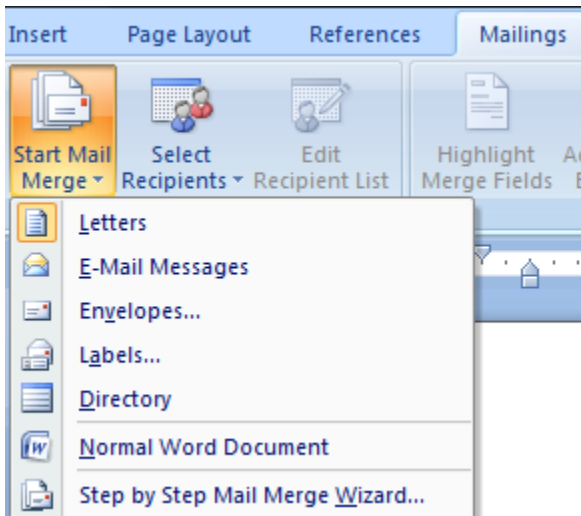 Insert Page Layout References Mailings
Start Mail Select Edit Highlight
Merge Recipients Recipient List Merge Fields
Letters
E-Mail Messages
Envelopes...
Labels...
Directory
Normal Word Document
Step by Step Mail Merge Wizard...